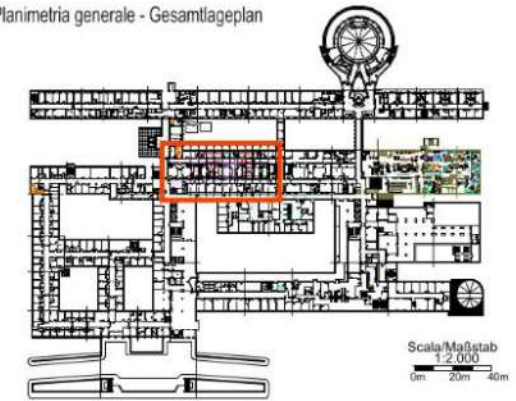 Planimetria generale - Gesamtlageplan
Scala/Maßstab
1:2.000
0m 20m 40m